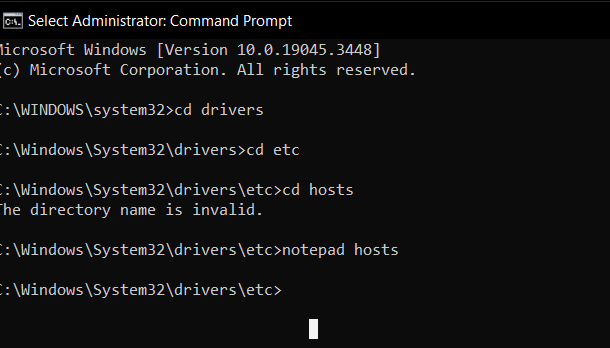 Select Administrator: Command Prompt
Microsoft Windows [Version 10.0.19045.3448]
(c) Microsoft Corporation. All rights reserved.
C:\WINDOWS\system32>cd drivers
C:\Windows\System32\drivers>cd etc
C:\Windows\System32\drivers\etc>cd hosts
The directory name is invalid.
C:\Windows\System32\drivers\etc>notepad hosts
C:\Windows\System32\drivers\etc>